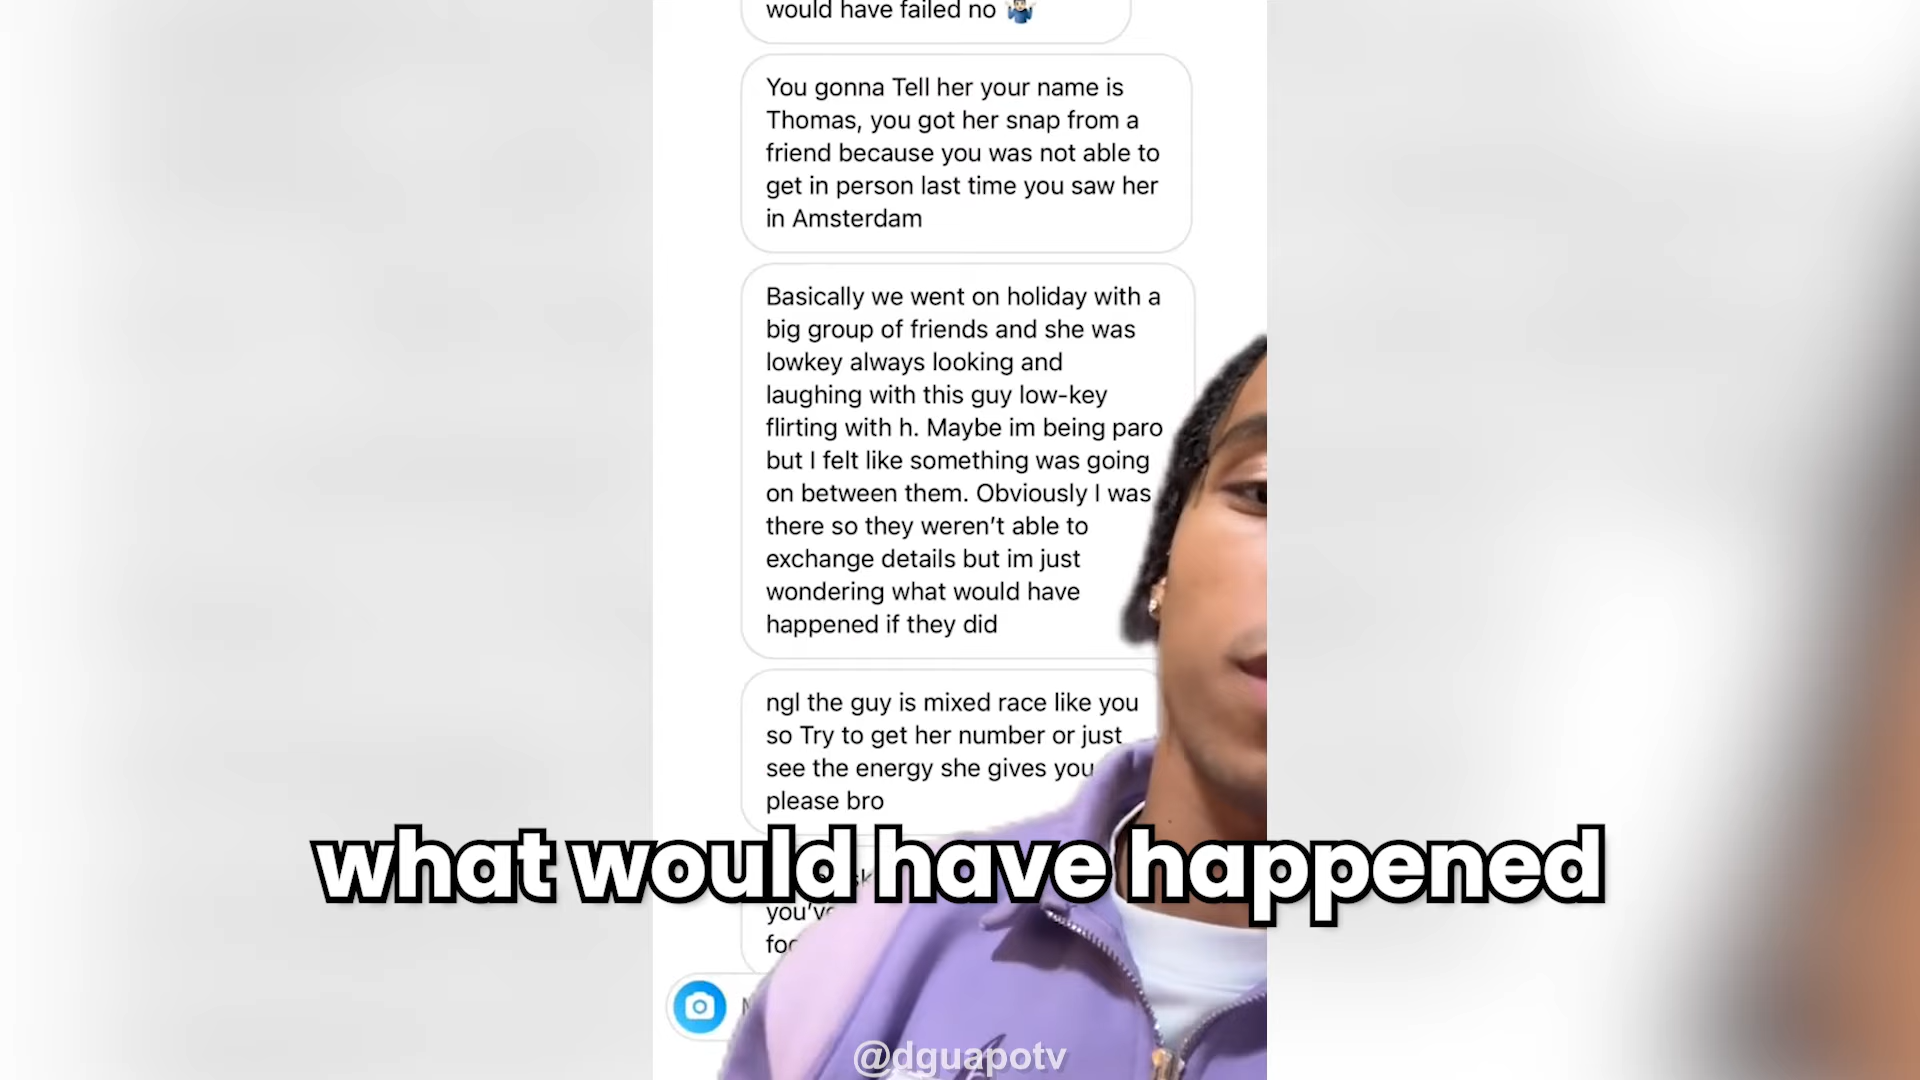 would have failed no 🤷🏻‍♂️
You gonna Tell her your name is
Thomas, you got her snap from a
friend because you was not able to
get in person last time you saw her
in Amsterdam
Basically we went on holiday with a
big group of friends and she was
lowkey always looking and
laughing with this guy low-key
flirting with h. Maybe im being paro
but I felt like something was going
on between them. Obviously I was
there so they weren’t able to
exchange details but im just
wondering what would have
happened if they did
ngl the guy is mixed race like you
so Try to get her number or just
see the energy she gives you
please bro
what would have happened
@dguapotv